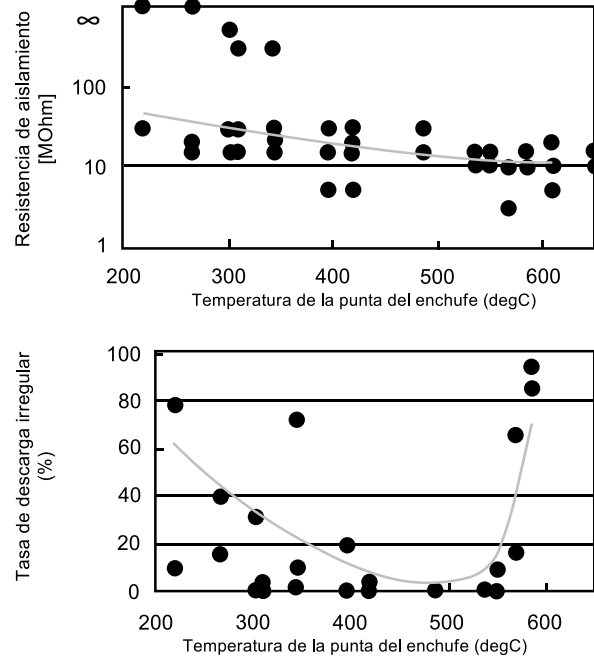 Resistencia de aislamiento
[MOhm]
∞
100
10
1
200 300 400 500 600
Temperatura de la punta del enchufe (degC)
Tasa de descarga irregular
(%)
100
80
60
40
20
0
200 300 400 500 600
Temperatura de la punta del enchufe (degC)